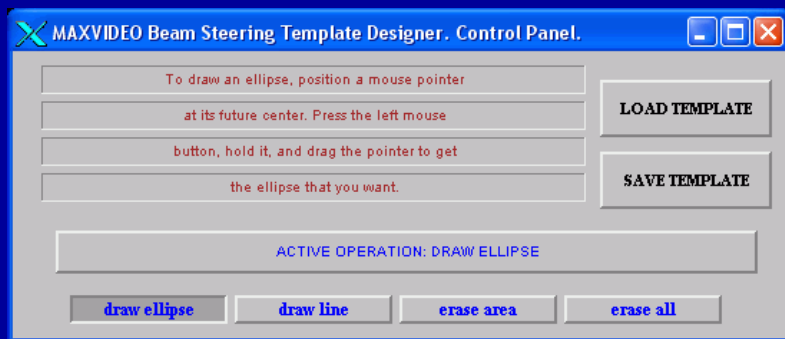 MAXVIDEO Beam Steering Template Designer. Control Panel.
To draw an ellipse, position a mouse pointer
at its future center. Press the left mouse
button, hold it, and drag the pointer to get
the ellipse that you want.
LOAD TEMPLATE
SAVE TEMPLATE
ACTIVE OPERATION: DRAW ELLIPSE
draw ellipse
draw line
erase area
erase all